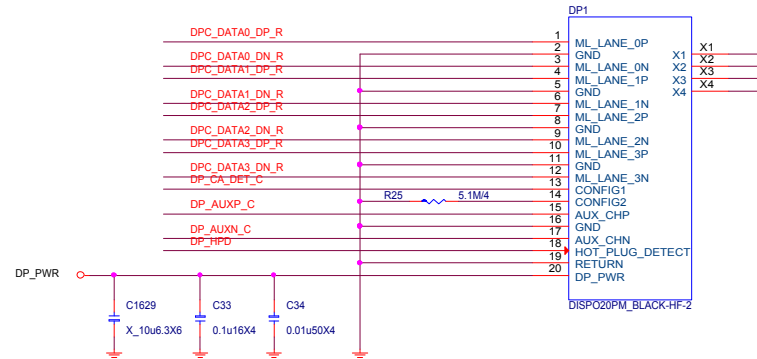 DP1
DPC_DATA0_DP_R 1 ML_LANE_0P X1 X1
2 GND X2 X2
DPC_DATA0_DN_R 3 ML_LANE_0N X3 X3
DPC_DATA1_DP_R 4 ML_LANE_1P X4 X4
5 GND
DPC_DATA1_DN_R 6 ML_LANE_1N
DPC_DATA2_DP_R 7 ML_LANE_2P
8 GND
DPC_DATA2_DN_R 9 ML_LANE_2N
DPC_DATA3_DP_R 10 ML_LANE_3P
11 GND
DPC_DATA3_DN_R 12 ML_LANE_3N
DP_CA_DET_C 13 CONFIG1
R25 5.1M/4 14 CONFIG2
DP_AUXP_C 15 AUX_CHP
16 GND
DP_AUXN_C 17 AUX_CHN
DP_HPD 18 HOT_PLUG_DETECT
19 RETURN
DP_PWR 20 DP_PWR
C1629 C33 C34 DISPO20PM_BLACK-HF-2
X_10u6.3X6 0.1u16X4 0.01u50X4